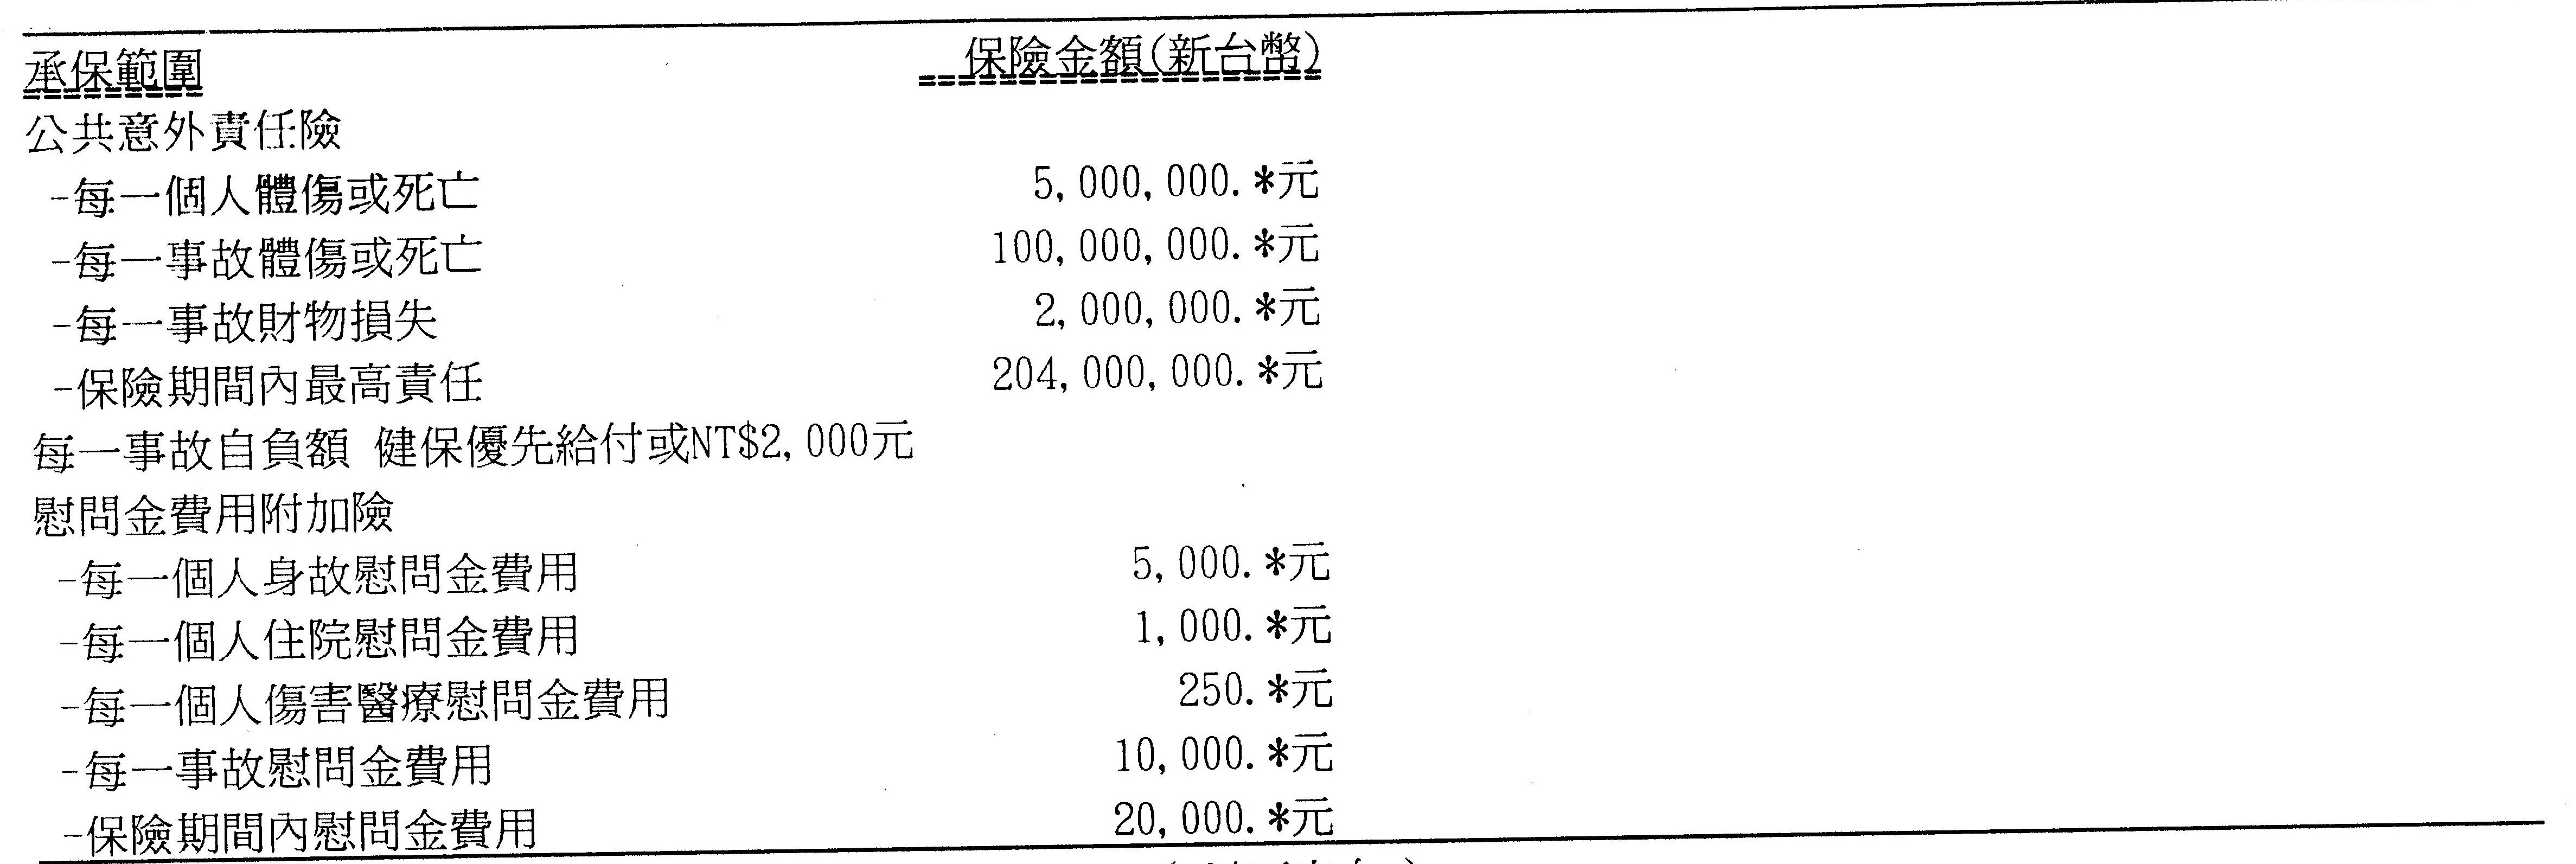 承保範圍 保險金額(新台幣)
公共意外責任險
-每一個人體傷或死亡 5,000,000.*元
-每一事故體傷或死亡 100,000,000.*元
-每一事故財物損失 2,000,000.*元
-保險期間內最高責任 204,000,000.*元
每一事故自負額 健保優先給付或NT$2,000元
慰問金費用附加險
-每一個人身故慰問金費用 5,000.*元
-每一個人住院慰問金費用 1,000.*元
-每一個人傷害醫療慰問金費用 250.*元
-每一事故慰問金費用 10,000.*元
-保險期間內慰問金費用 20,000.*元